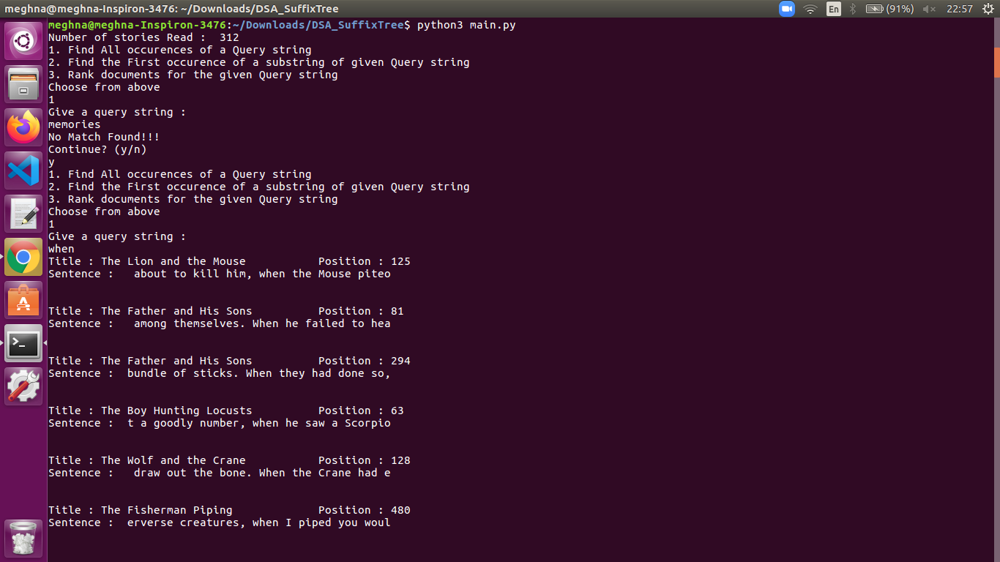 meghna@meghna-Inspiron-3476: ~/Downloads/DSA_SuffixTree En (91%) 22:57
meghna@meghna-Inspiron-3476:~/Downloads/DSA_SuffixTree$ python3 main.py
Number of stories Read :  312
1. Find All occurences of a Query string
2. Find the First occurence of a substring of given Query string
3. Rank documents for the given Query string
Choose from above
1
Give a query string :
memories
No Match Found!!!
Continue? (y/n)
y
1. Find All occurences of a Query string
2. Find the First occurence of a substring of given Query string
3. Rank documents for the given Query string
Choose from above
1
Give a query string :
when
Title : The Lion and the Mouse           Position : 125
Sentence :   about to kill him, when the Mouse piteo
Title : The Father and His Sons          Position : 81
Sentence :   among themselves. When he failed to hea
Title : The Father and His Sons          Position : 294
Sentence :  bundle of sticks. When they had done so,
Title : The Boy Hunting Locusts          Position : 63
Sentence :  t a goodly number, when he saw a Scorpio
Title : The Wolf and the Crane           Position : 128
Sentence :   draw out the bone. When the Crane had e
Title : The Fisherman Piping             Position : 480
Sentence :  erverse creatures, when I piped you woul